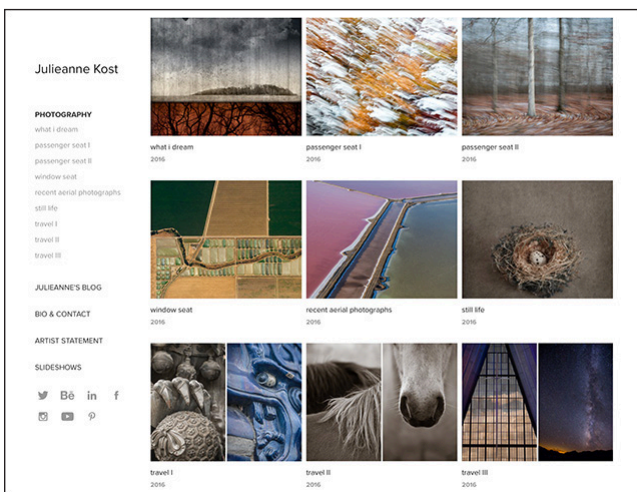 Julieanne Kost
PHOTOGRAPHY
what i dream
passenger seat I
passenger seat II
window seat
recent aerial photographs
still life
travel I
travel II
travel III
JULIEANNE'S BLOG
BIO & CONTACT
ARTIST STATEMENT
SLIDESHOWS
Bē in f
what i dream
2016
passenger seat I
2016
passenger seat II
2016
window seat
2016
recent aerial photographs
2016
still life
2016
travel I
2016
travel II
2016
travel III
2016